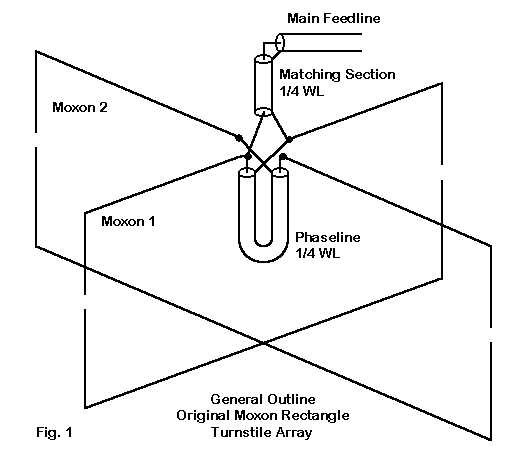 Main Feedline
Matching Section
1/4 WL
Moxon 2
Moxon 1
Phaseline
1/4 WL
General Outline
Original Moxon Rectangle
Turnstile Array
Fig. 1